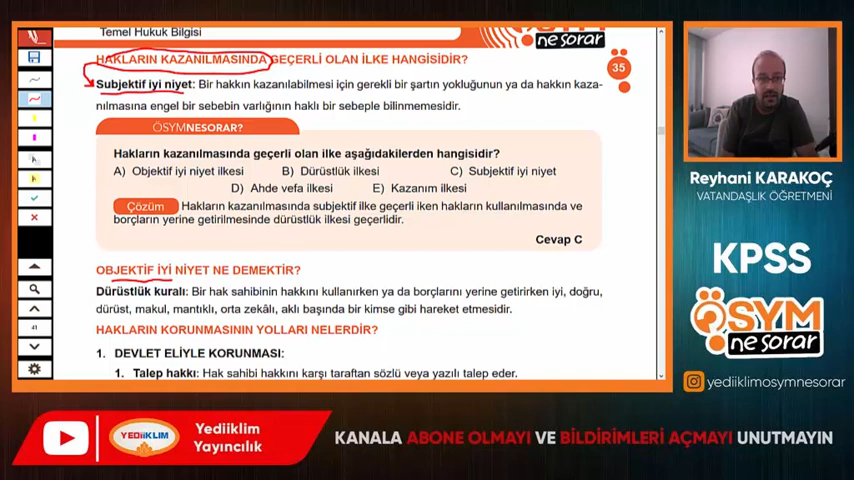 Temel Hukuk Bilgisi
ne sorar
HAKLARIN KAZANILMASINDA GEÇERLİ OLAN İLKE HANGİSİDİR?
35
Subjektif iyi niyet: Bir hakkın kazanılabilmesi için gerekli bir şartın yokluğunun ya da hakkın kaza-
nılmasına engel bir sebebin varlığının haklı bir sebeple bilinmemesidir.
ÖSYMNESORAR?
Hakların kazanılmasında geçerli olan ilke aşağıdakilerden hangisidir?
A) Objektif iyi niyet ilkesi B) Dürüstlük ilkesi C) Subjektif iyi niyet
D) Ahde vefa ilkesi E) Kazanım ilkesi
Çözüm Hakların kazanılmasında subjektif ilke geçerli iken hakların kullanılmasında ve
borçların yerine getirilmesinde dürüstlük ilkesi geçerlidir.
Cevap C
OBJEKTİF İYİ NİYET NE DEMEKTİR?
Dürüstlük kuralı: Bir hak sahibinin hakkını kullanırken ya da borçlarını yerine getirirken iyi, doğru,
dürüst, makul, mantıklı, orta zekâlı, aklı başında bir kimse gibi hareket etmesidir.
HAKLARIN KORUNMASININ YOLLARI NELERDİR?
1. DEVLET ELİYLE KORUNMASI:
1. Talep hakkı: Hak sahibi hakkını karşı taraftan sözlü veya yazılı talep eder.
41
Reyhani KARAKOÇ
VATANDAŞLIK ÖĞRETMENİ
KPSS
ÖSYM
ne sorar
yediiklimosymnesorar
YEDİİKLİM
Yediiklim
Yayıncılık
KANALA ABONE OLMAYI VE BİLDİRİMLERİ AÇMAYI UNUTMAYIN